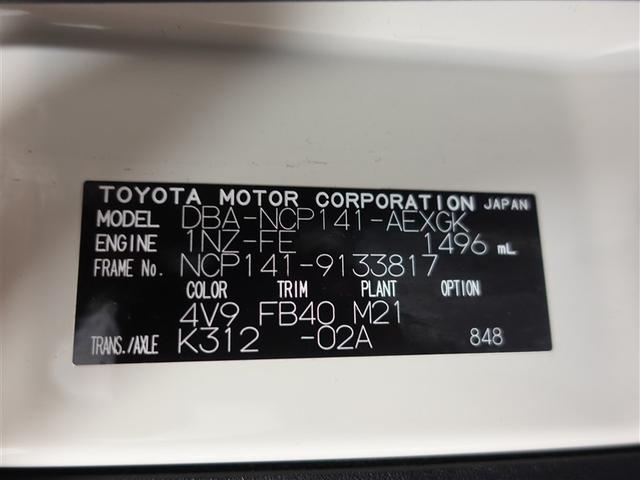 TOYOTA MOTOR CORPORATION JAPAN
MODEL DBA-NCP141-AEXGK
ENGINE 1NZ-FE 1496 mL
FRAME No. NCP141-9133817
COLOR TRIM PLANT OPTION
4V9 FB40 M21
TRANS./AXLE K312 -02A 848